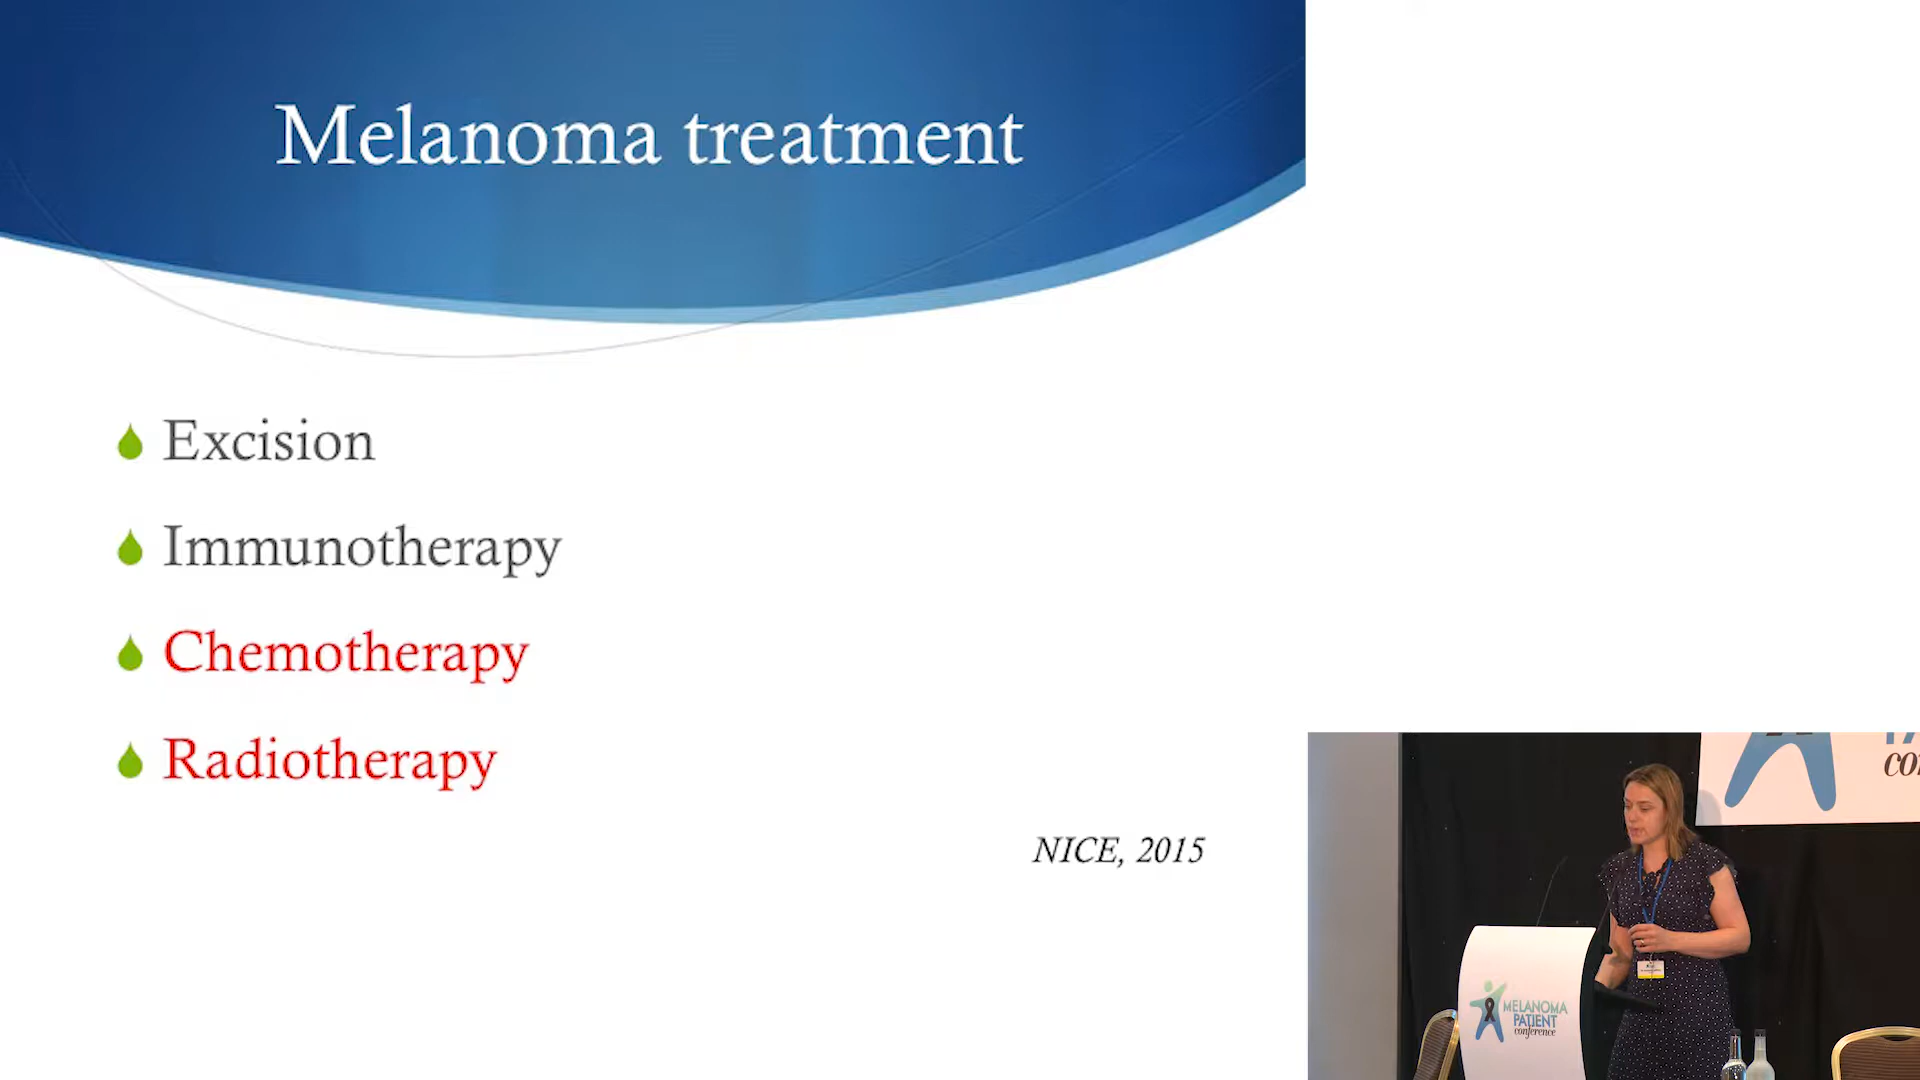 Melanoma treatment
Excision
Immunotherapy
Chemotherapy
Radiotherapy
NICE, 2015
MELANOMA
PATIENT
conference